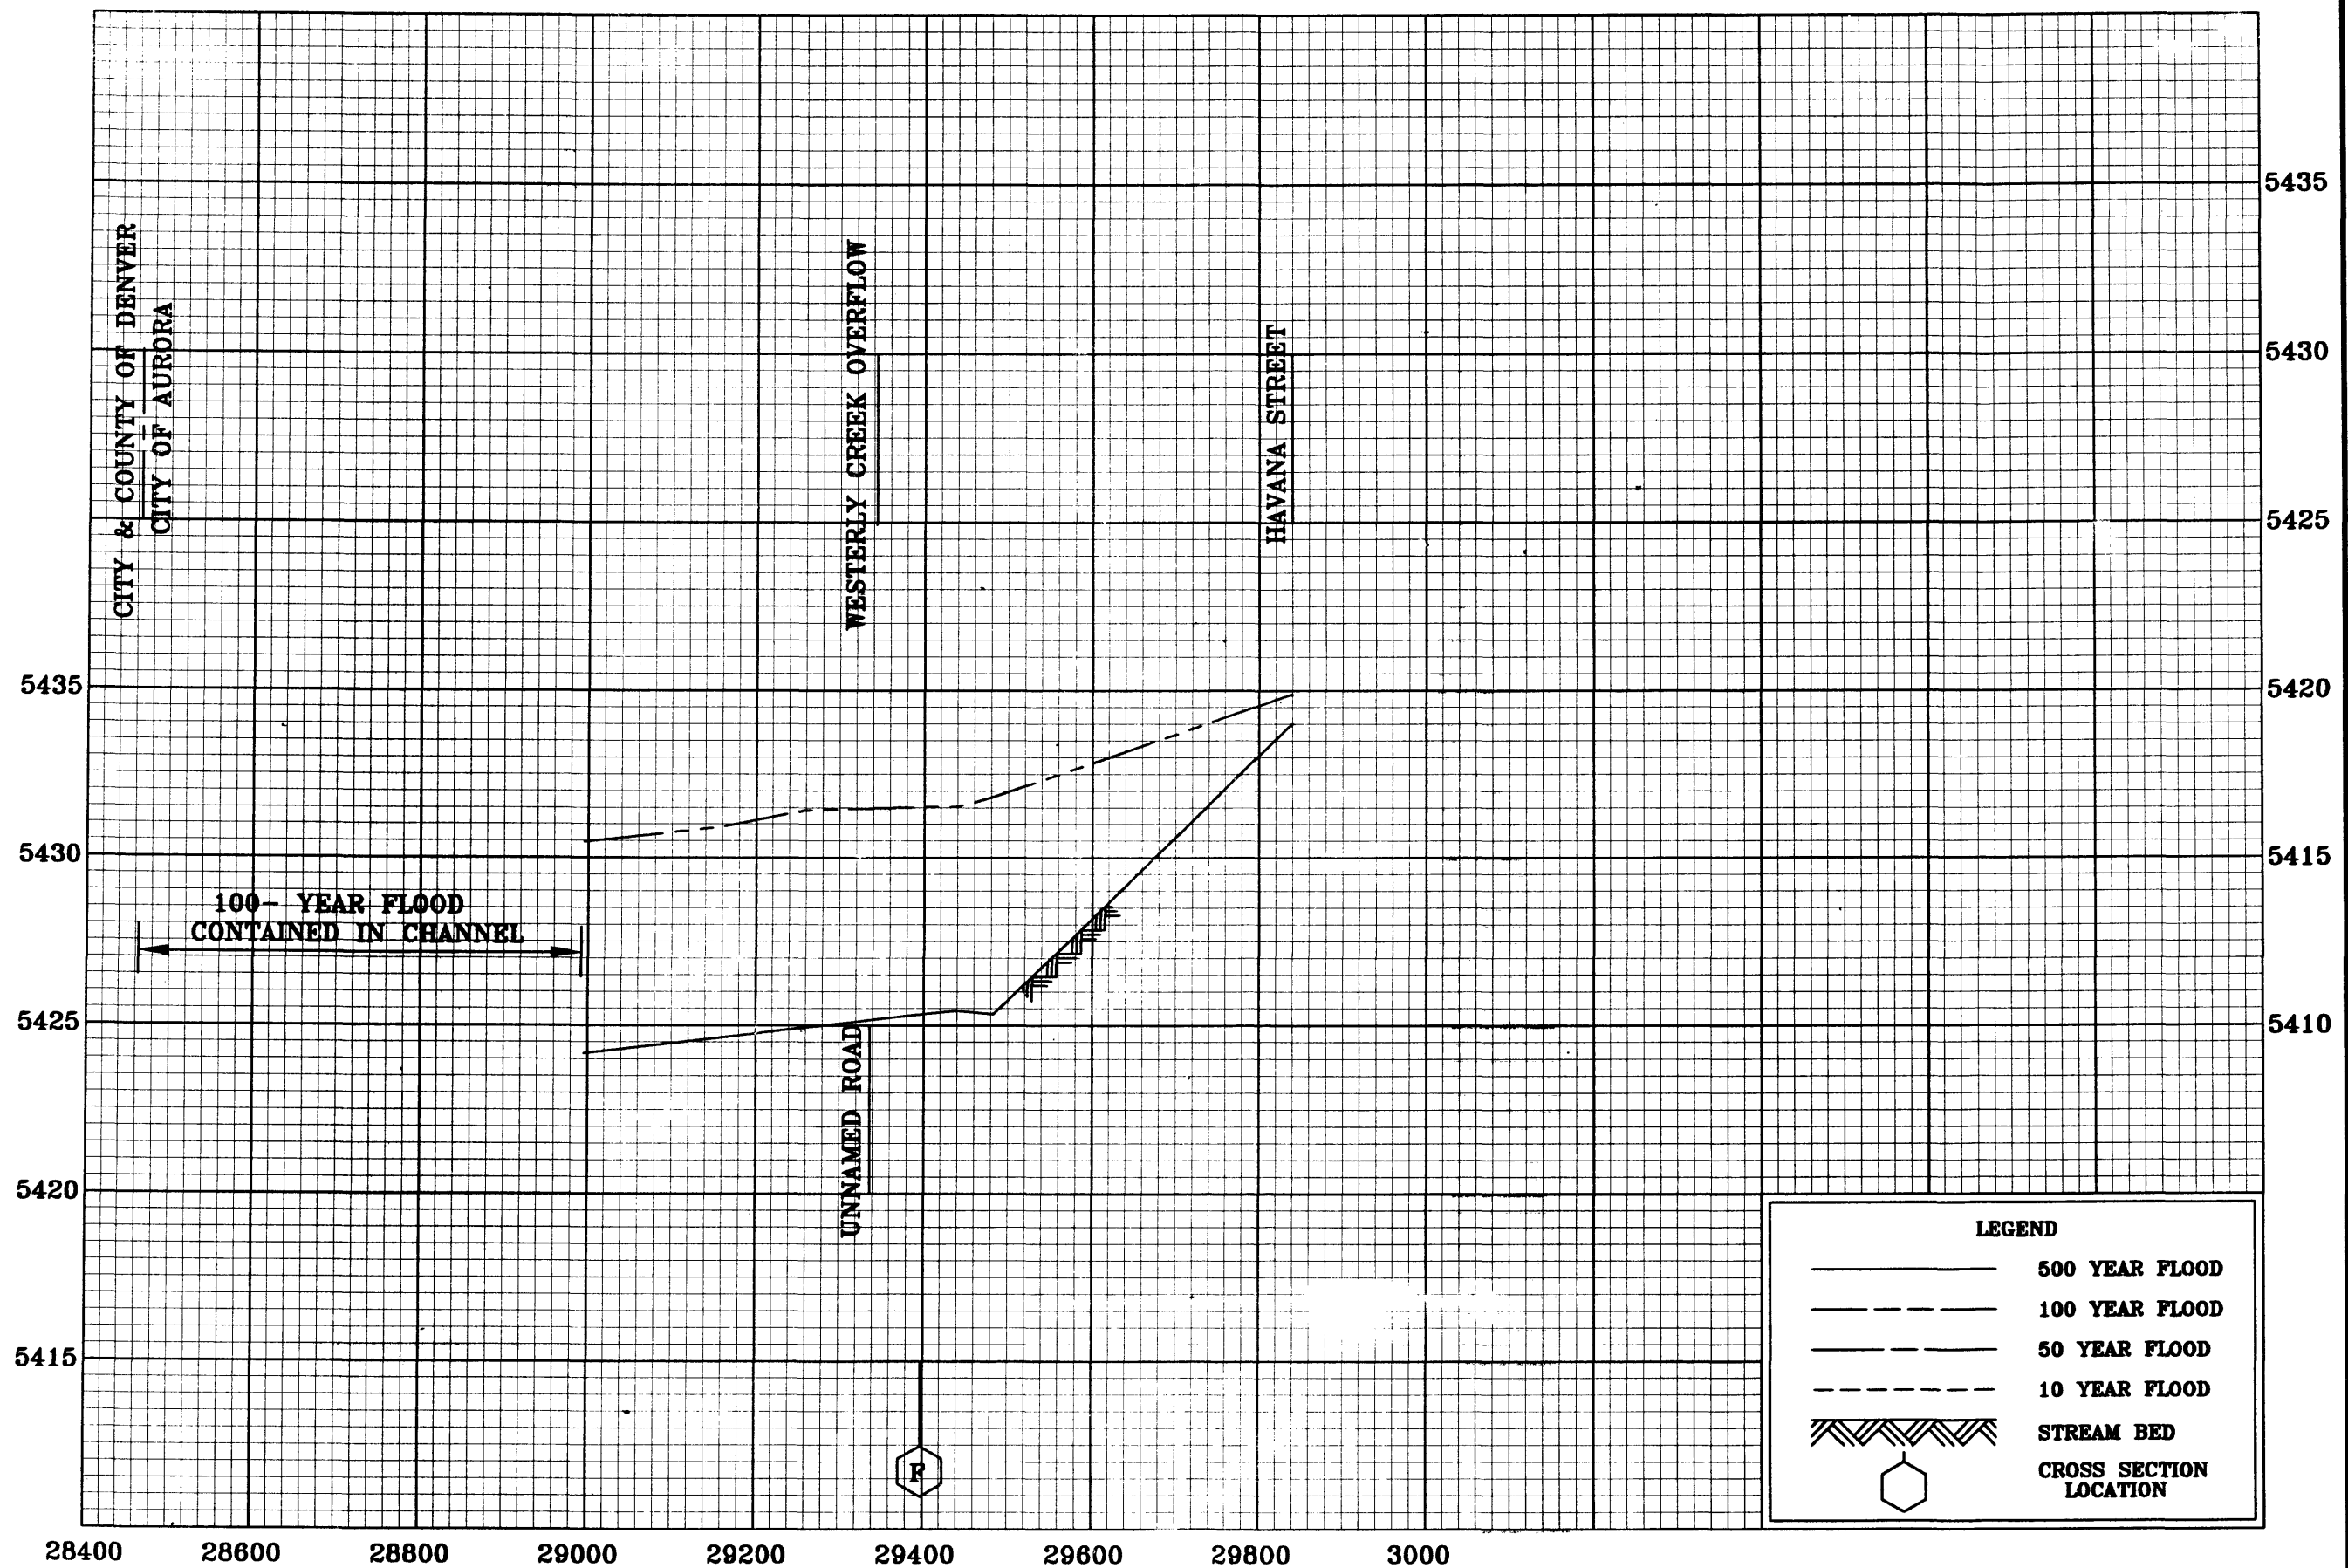 CITY & COUNTY OF DENVER
CITY OF AURORA
WESTERLY CREEK OVERFLOW
HAVANA STREET
5435
5430
5425
5420
5415
5410
5435
5430
5425
5420
5415
100- YEAR FLOOD
CONTAINED IN CHANNEL
UNNAMED ROAD
F
LEGEND
500 YEAR FLOOD
100 YEAR FLOOD
50 YEAR FLOOD
10 YEAR FLOOD
STREAM BED
CROSS SECTION
LOCATION
28400 28600 28800 29000 29200 29400 29600 29800 3000